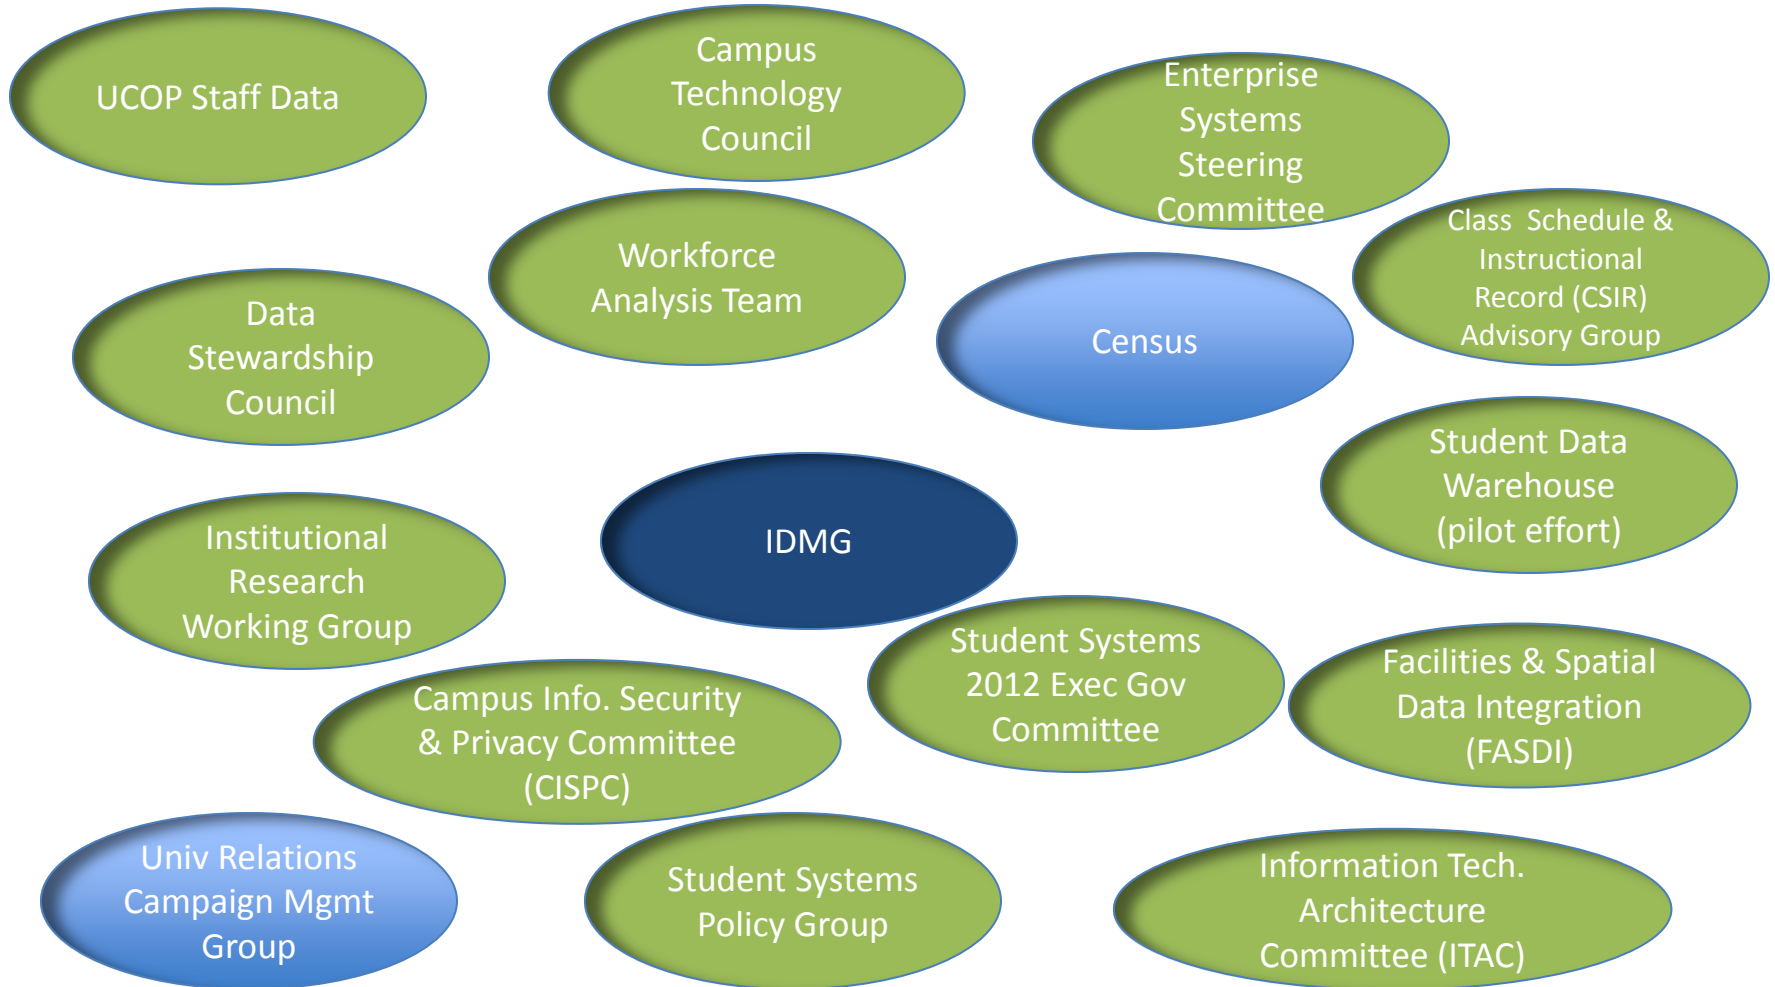 UCOP Staff Data
Campus
Technology
Council
Enterprise
Systems
Steering
Committee
Workforce
Analysis Team
Class  Schedule &
Instructional
Record (CSIR)
Advisory Group
Data
Stewardship
Council
Census
Student Data
Warehouse
(pilot effort)
Institutional
Research
Working Group
IDMG
Student Systems
2012 Exec Gov
Committee
Facilities & Spatial
Data Integration
(FASDI)
Campus Info. Security
& Privacy Committee
(CISPC)
Univ Relations
Campaign Mgmt
Group
Student Systems
Policy Group
Information Tech.
Architecture
Committee (ITAC)